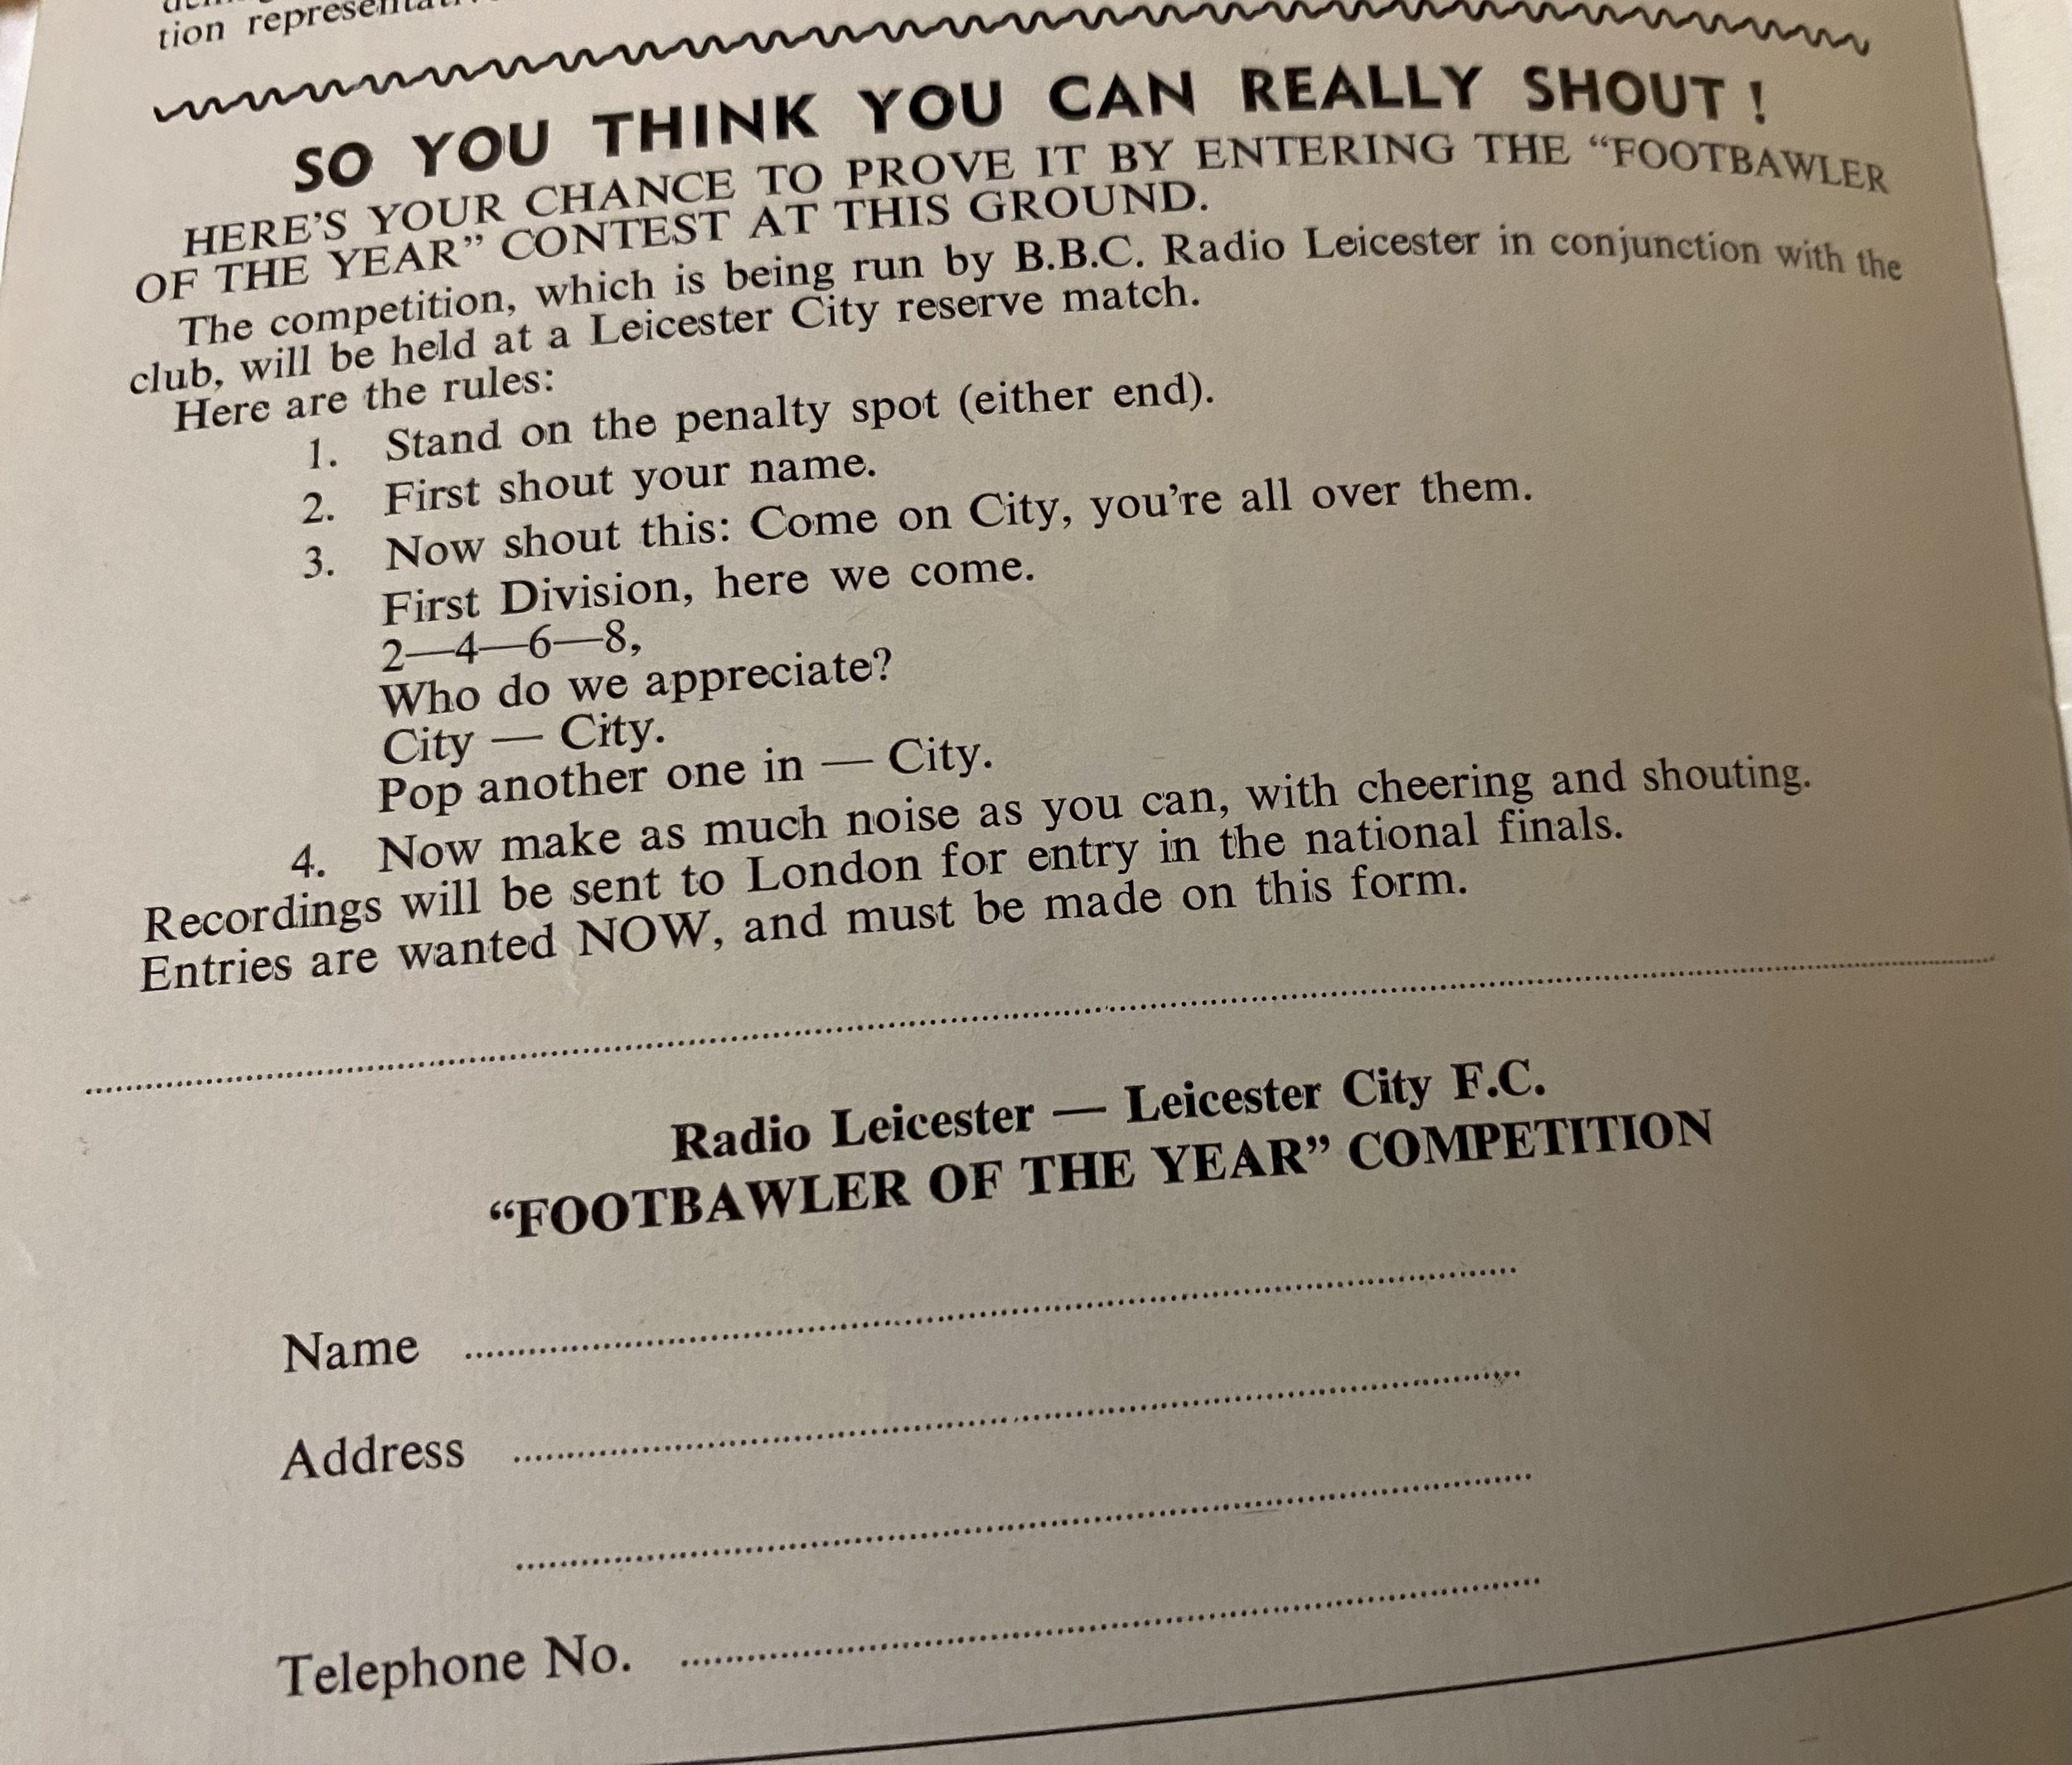 tion
SO YOU THINK YOU CAN REALLY SHOUT !
HERE’S YOUR CHANCE TO PROVE IT BY ENTERING THE “FOOTBAWLER
OF THE YEAR” CONTEST AT THIS GROUND.
The competition, which is being run by B.B.C. Radio Leicester in conjunction with the
club, will be held at a Leicester City reserve match.
Here are the rules:
1. Stand on the penalty spot (either end).
2. First shout your name.
3. Now shout this: Come on City, you’re all over them.
First Division, here we come.
2—4—6—8,
Who do we appreciate?
City — City.
Pop another one in — City.
4. Now make as much noise as you can, with cheering and shouting.
Recordings will be sent to London for entry in the national finals.
Entries are wanted NOW, and must be made on this form.
Radio Leicester — Leicester City F.C.
“FOOTBAWLER OF THE YEAR” COMPETITION
Name
Address
Telephone No.